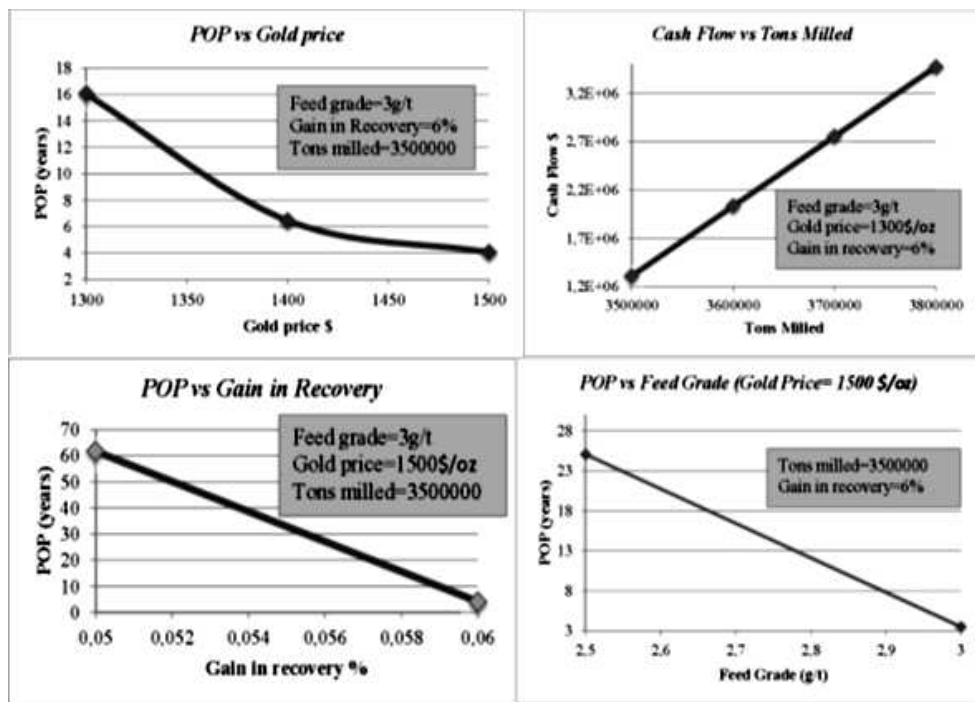 POP vs Gold price
POP (years)
18
16
14
12
10
8
6
4
2
Feed grade=3g/t
Gain in Recovery=6%
Tons milled=3500000
1300
1350
1400
1450
1500
Gold price $
Cash Flow vs Tons Milled
Cash Flow $
3,2E+06
2,7E+06
2,2E+06
1,7E+06
1,2E+06
Feed grade=3g/t
Gold price=1300$/oz
Gain in recovery=6%
3500000
3600000
3700000
3800000
Tons Milled
POP vs Gain in Recovery
POP (years)
70
60
50
40
30
20
10
0
Feed grade=3g/t
Gold price=1500$/oz
Tons milled=3500000
0,05
0,052
0,054
0,056
0,058
0,06
Gain in recovery %
POP vs Feed Grade (Gold Price= 1500 $/oz)
POP (years)
28
23
18
13
8
3
Tons milled=3500000
Gain in recovery=6%
2,5
2,6
2,7
2,8
2,9
3
Feed Grade (g/t)